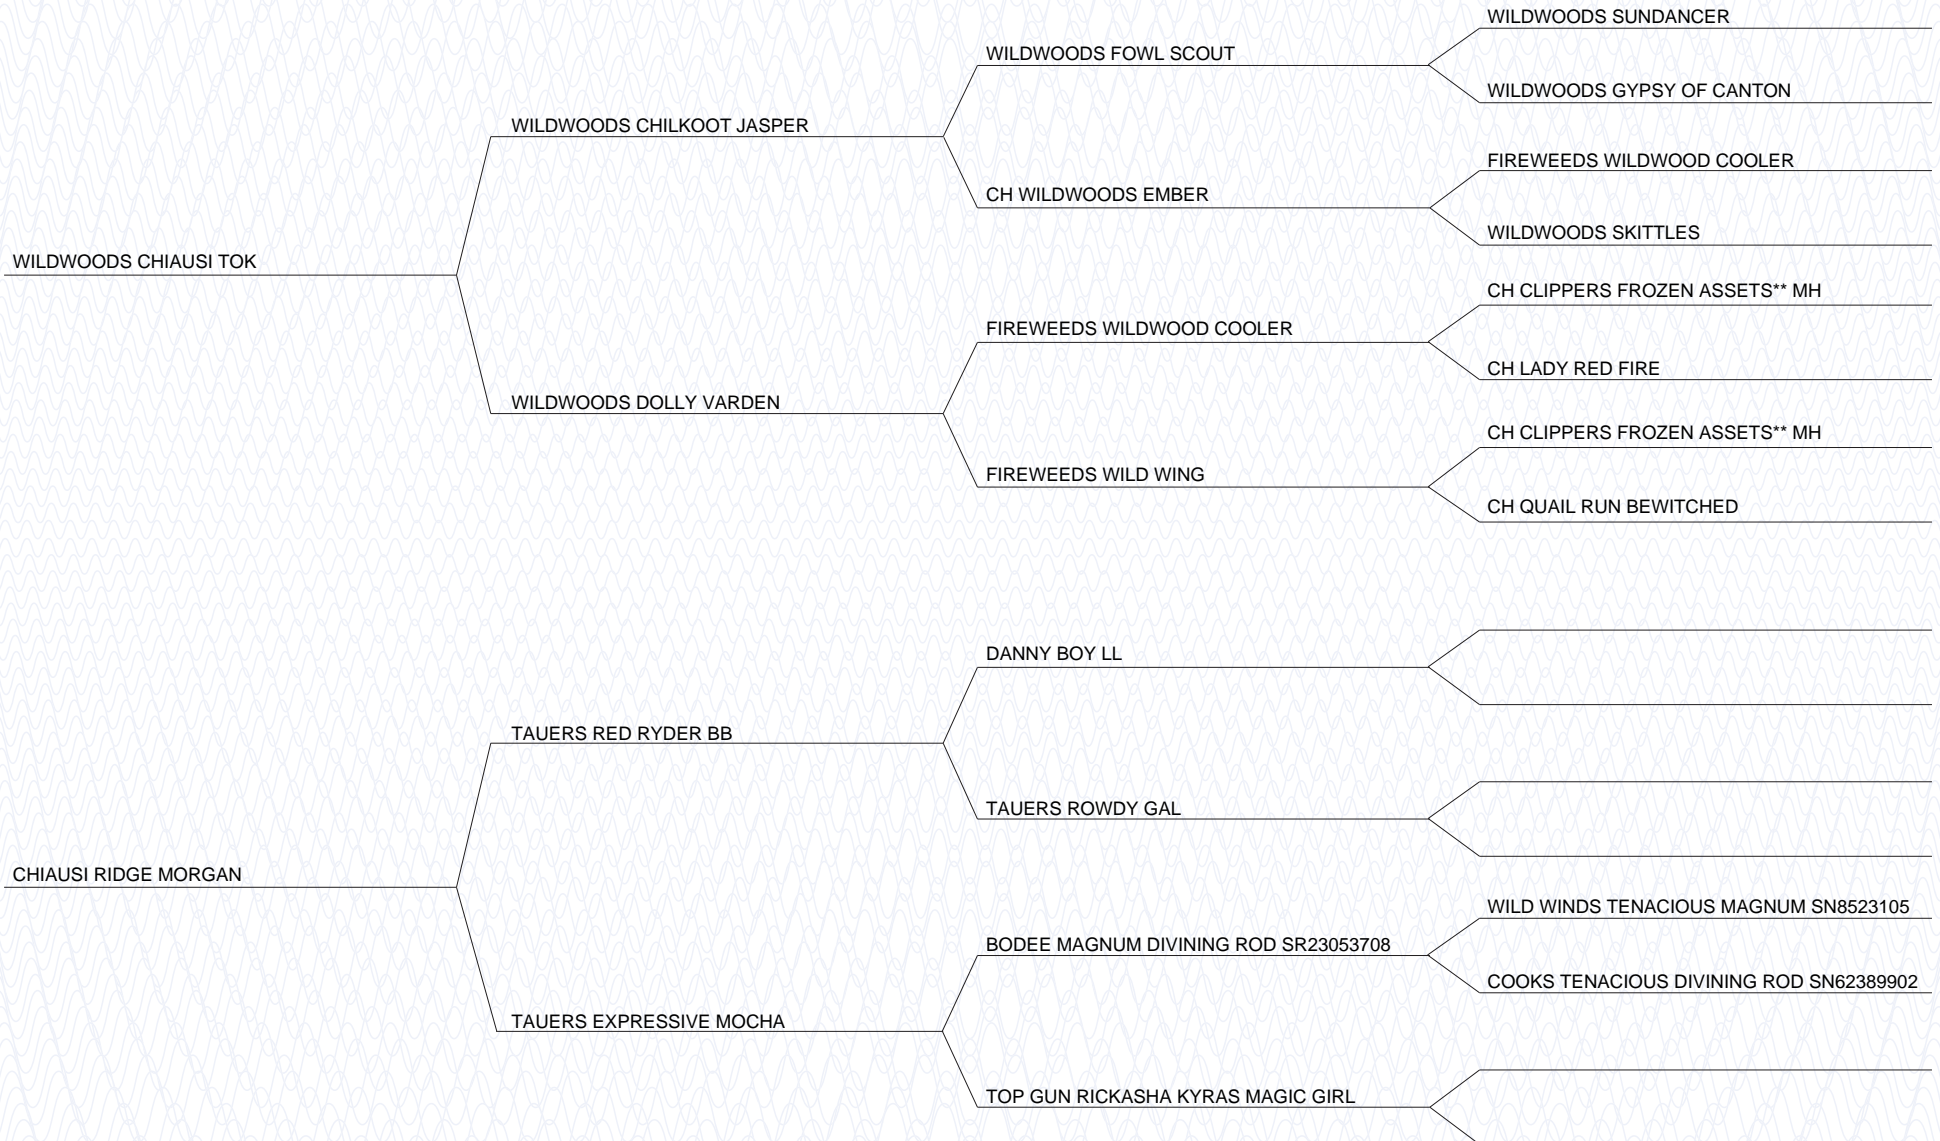 WILDWOODS SUNDANCER
WILDWOODS FOWL SCOUT
WILDWOODS GYPSY OF CANTON
WILDWOODS CHILKOOT JASPER
FIREWEEDS WILDWOOD COOLER
CH WILDWOODS EMBER
WILDWOODS SKITTLES
WILDWOODS CHIAUSI TOK
CH CLIPPERS FROZEN ASSETS** MH
FIREWEEDS WILDWOOD COOLER
CH LADY RED FIRE
WILDWOODS DOLLY VARDEN
CH CLIPPERS FROZEN ASSETS** MH
FIREWEEDS WILD WING
CH QUAIL RUN BEWITCHED
DANNY BOY LL
TAUERS RED RYDER BB
TAUERS ROWDY GAL
CHIAUSI RIDGE MORGAN
WILD WINDS TENACIOUS MAGNUM SN8523105
BODEE MAGNUM DIVINING ROD SR23053708
COOKS TENACIOUS DIVINING ROD SN62389902
TAUERS EXPRESSIVE MOCHA
TOP GUN RICKASHA KYRAS MAGIC GIRL